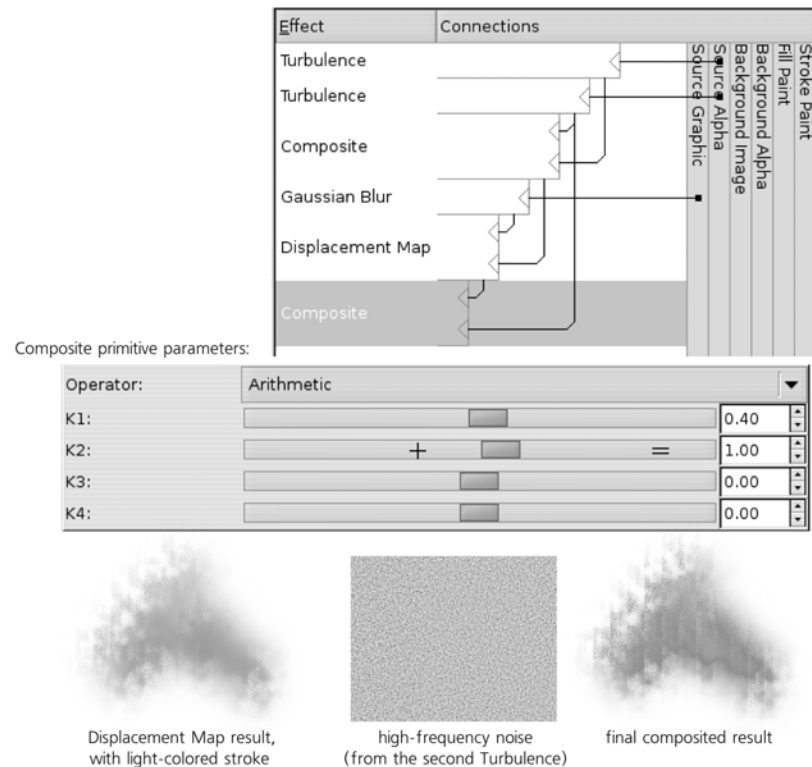 Effect Connections
Turbulence
Turbulence
Composite
Gaussian Blur
Displacement Map
Composite
Source Graphic
Source Alpha
Background Image
Background Alpha
Fill Paint
Stroke Paint
Composite primitive parameters:
Operator: Arithmetic
K1: 0.40
K2: + = 1.00
K3: 0.00
K4: 0.00
Displacement Map result,
with light-colored stroke
high-frequency noise
(from the second Turbulence)
final composited result